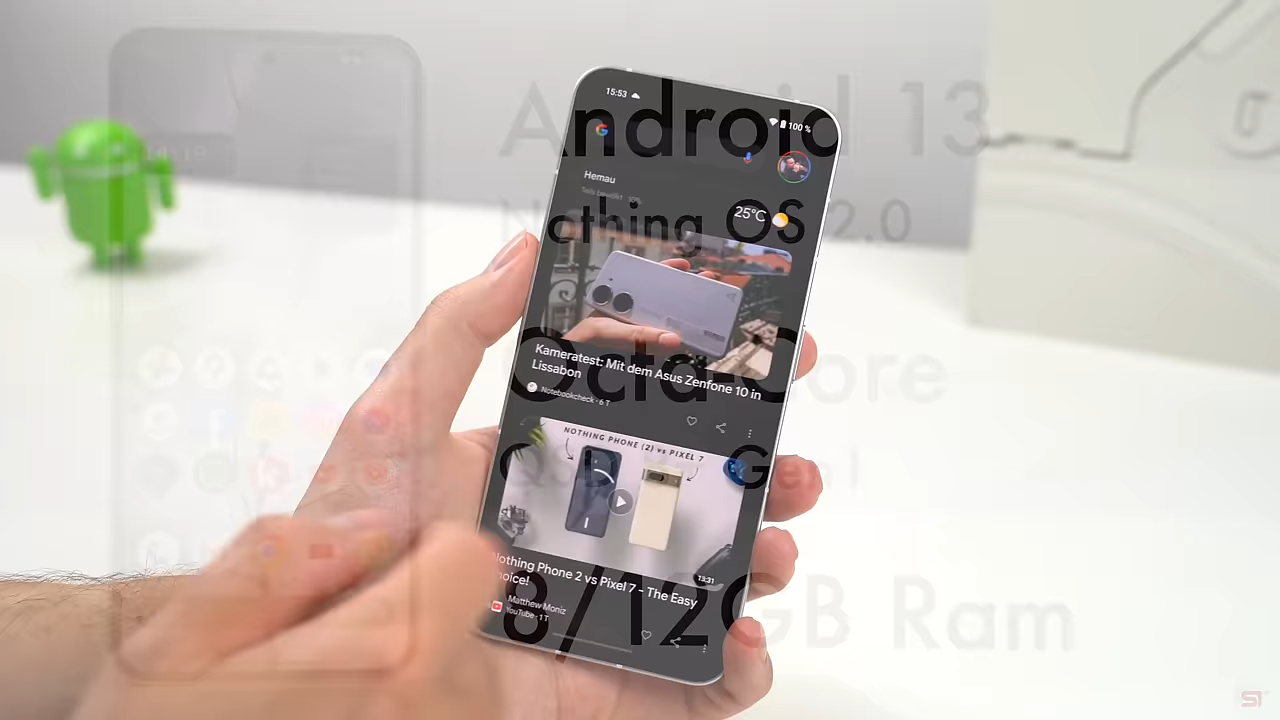 Android 13
Nothing OS 2.0
Octa-Core
8/12GB Ram
15:53
100 %
Hemau
25°C
Kameratest: Mit dem Asus Zenfone 10 in
Lissabon
Notebookcheck · 6 T
NOTHING PHONE (2) vs PIXEL 7
13:31
Nothing Phone 2 vs Pixel 7 - The Easy
Choice!
Matthew Moniz
YouTube · 1 T